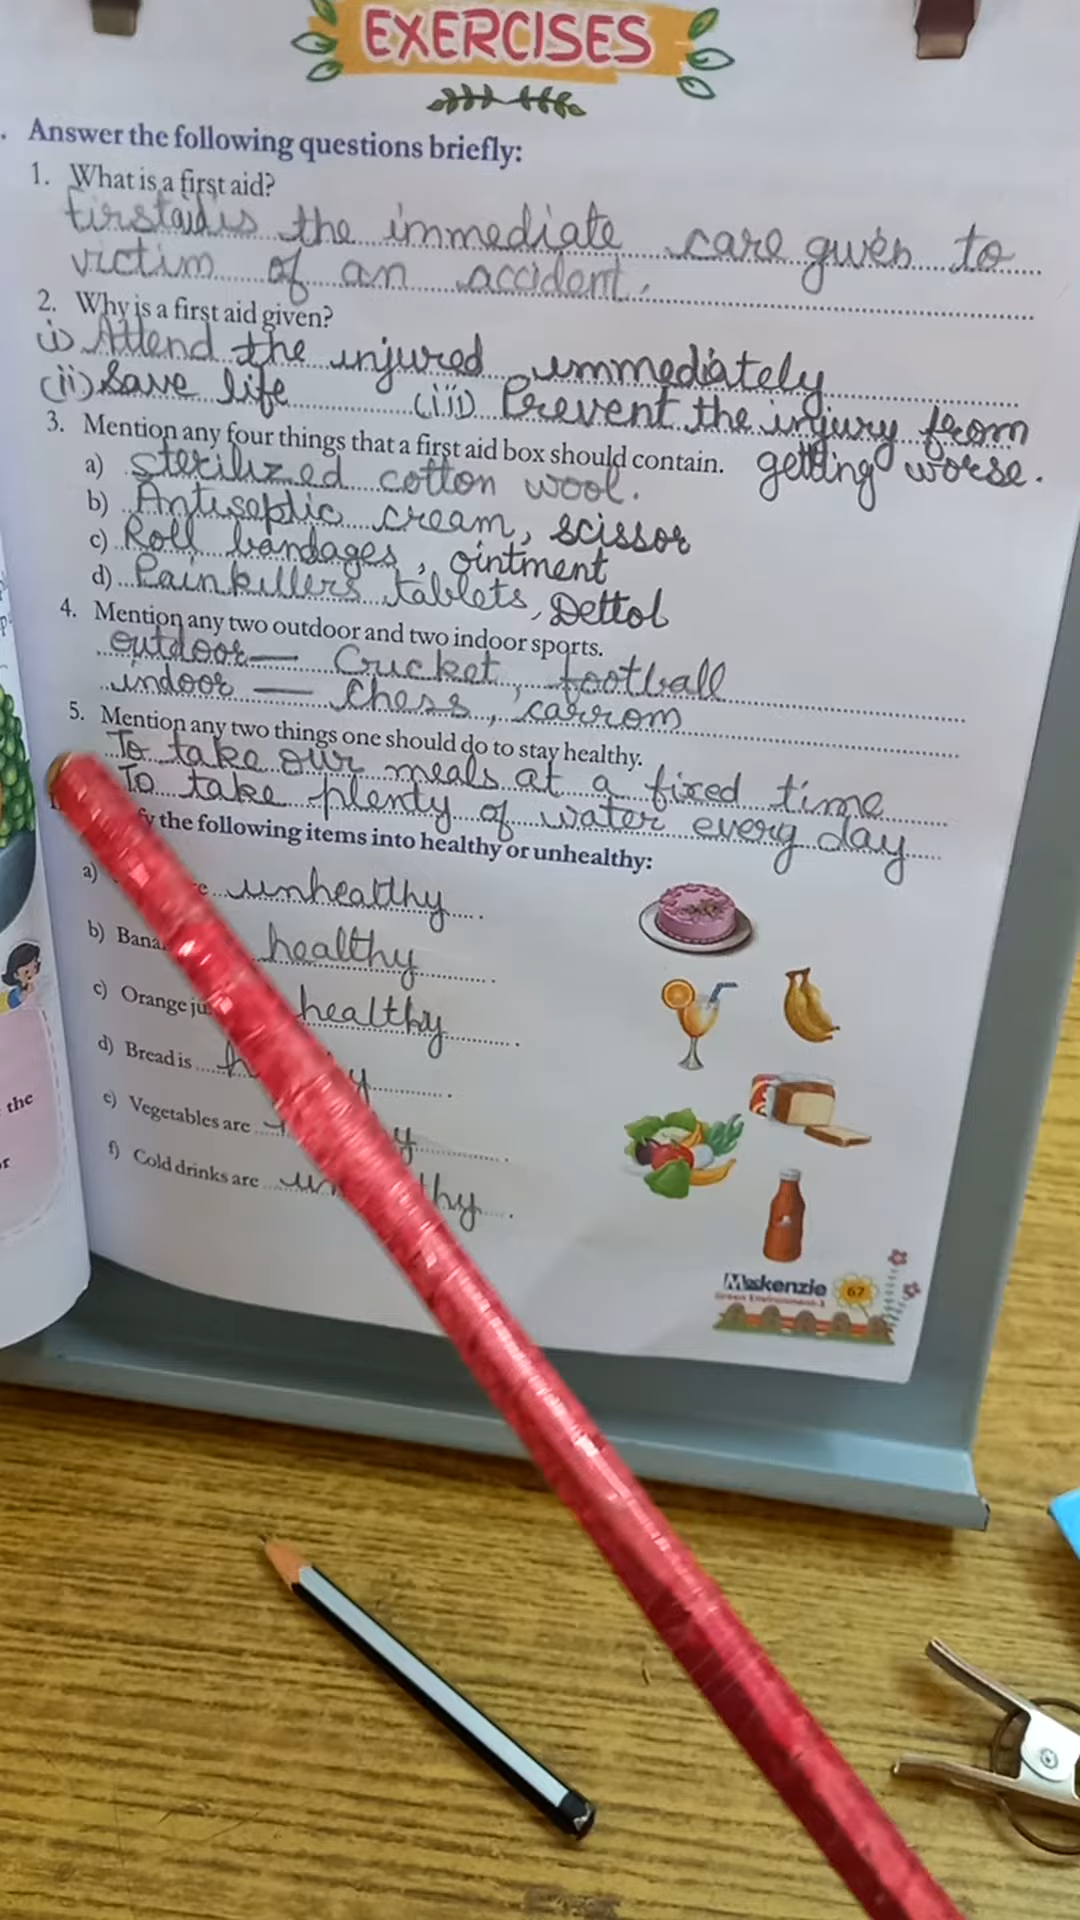 EXERCISES
. Answer the following questions briefly:
1. What is a first aid?
First aid is the immediate care given to
victim of an accident.
2. Why is a first aid given?
i) Attend the injured immediately
(ii) Save life (iii) Prevent the injury from
getting worse.
3. Mention any four things that a first aid box should contain.
a) Sterilized cotton wool.
b) Antiseptic cream, scissor
c) Roll bandages, ointment
d) Painkillers tablets, Dettol
4. Mention any two outdoor and two indoor sports.
outdoor — Cricket, football
indoor — chess, carrom
5. Mention any two things one should do to stay healthy.
To take our meals at a fixed time
To take plenty of water every day
the following items into healthy or unhealthy:
a) unhealthy.
b) healthy.
c) Orange healthy.
d) Bread is
e) Vegetables are
f) Cold drinks are
Mckenzie 67
the